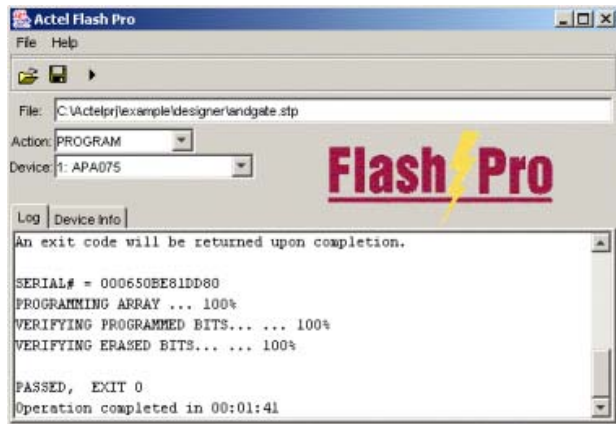 Actel Flash Pro
File Help
File: C:\Actelprj\example\designer\andgate.stp
Action: PROGRAM
Device: 1: APA075
Flash Pro
Log Device Info
An exit code will be returned upon completion.
SERIAL# = 000650BE81DD80
PROGRAMMING ARRAY ... 100%
VERIFYING PROGRAMMED BITS... ... 100%
VERIFYING ERASED BITS... ... 100%
PASSED, EXIT 0
Operation completed in 00:01:41